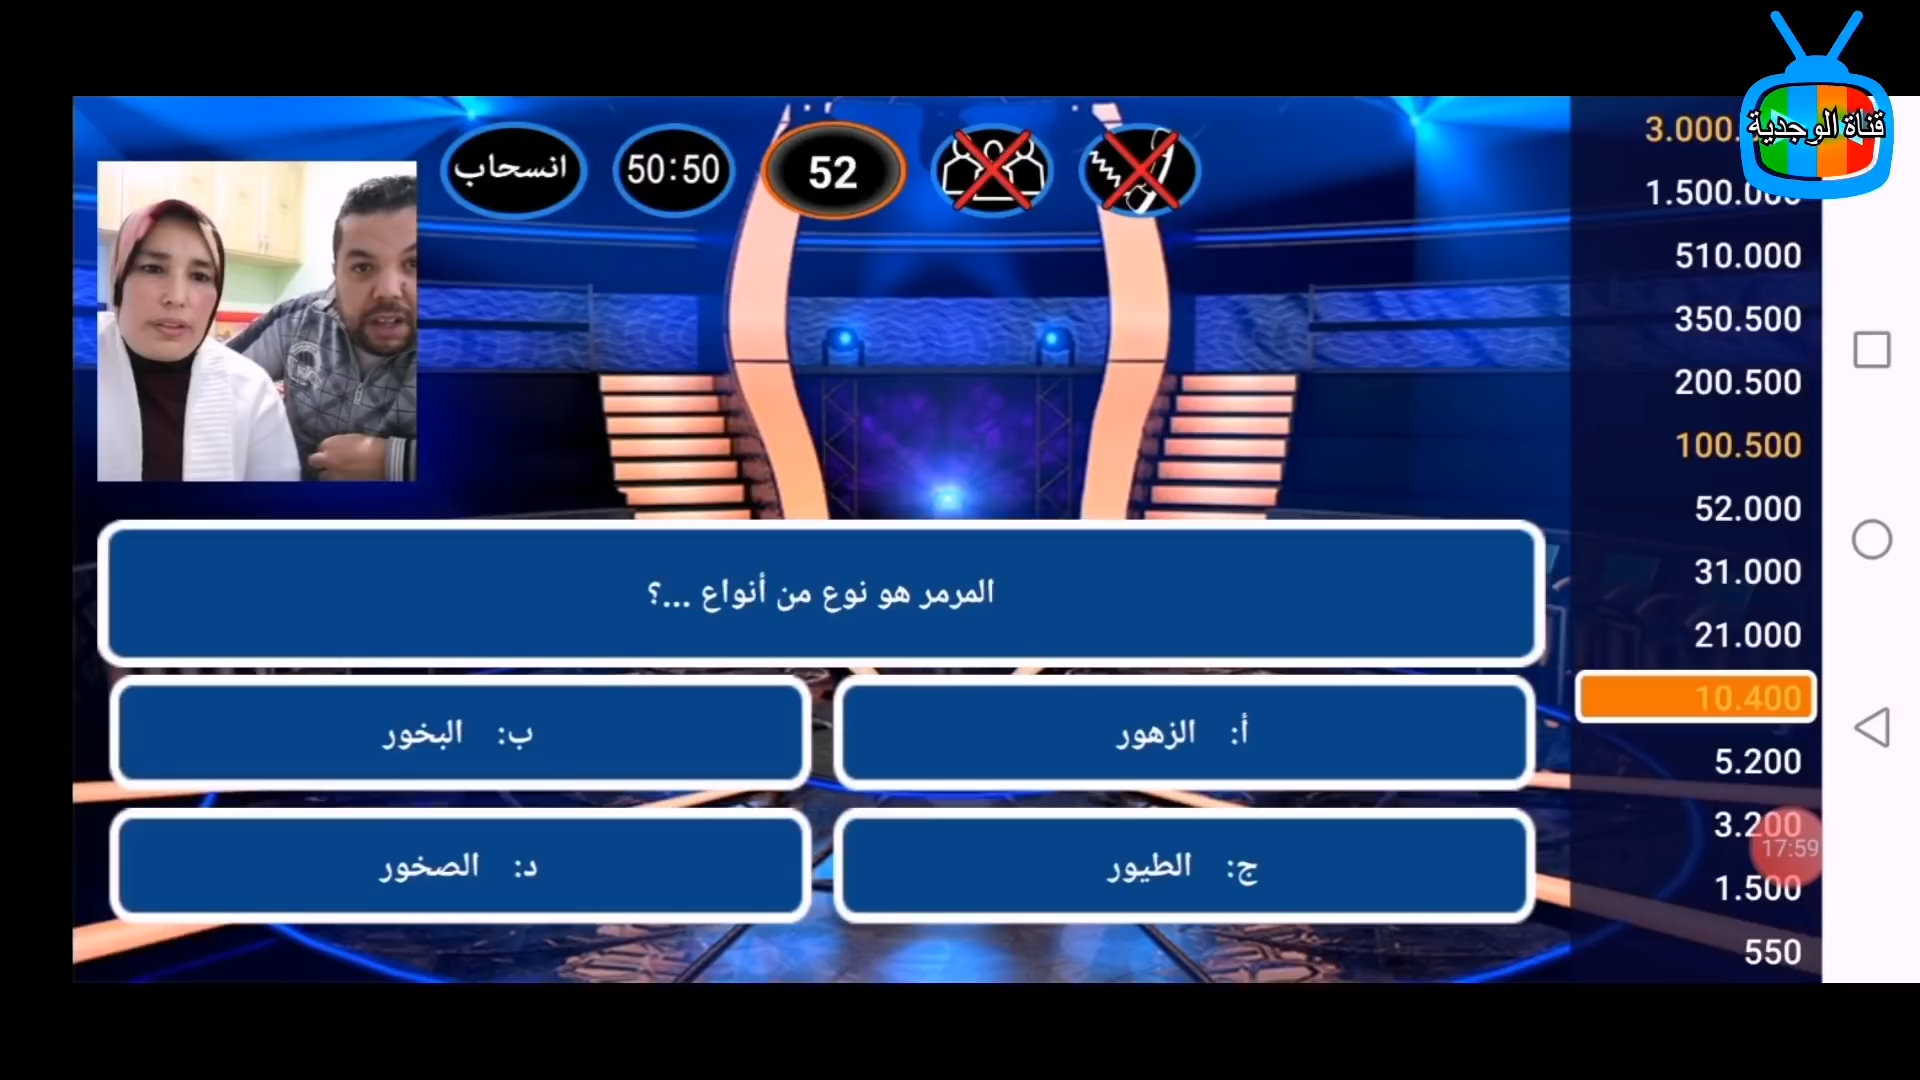 قناة الوجدية
انسحاب
50:50
52
3.000.
1.500.000
510.000
350.500
200.500
100.500
52.000
31.000
21.000
10.400
5.200
3.200
1.500
550
17:59
المرمر هو نوع من أنواع ...؟
أ: الزهور
ب: البخور
ج: الطيور
د: الصخور